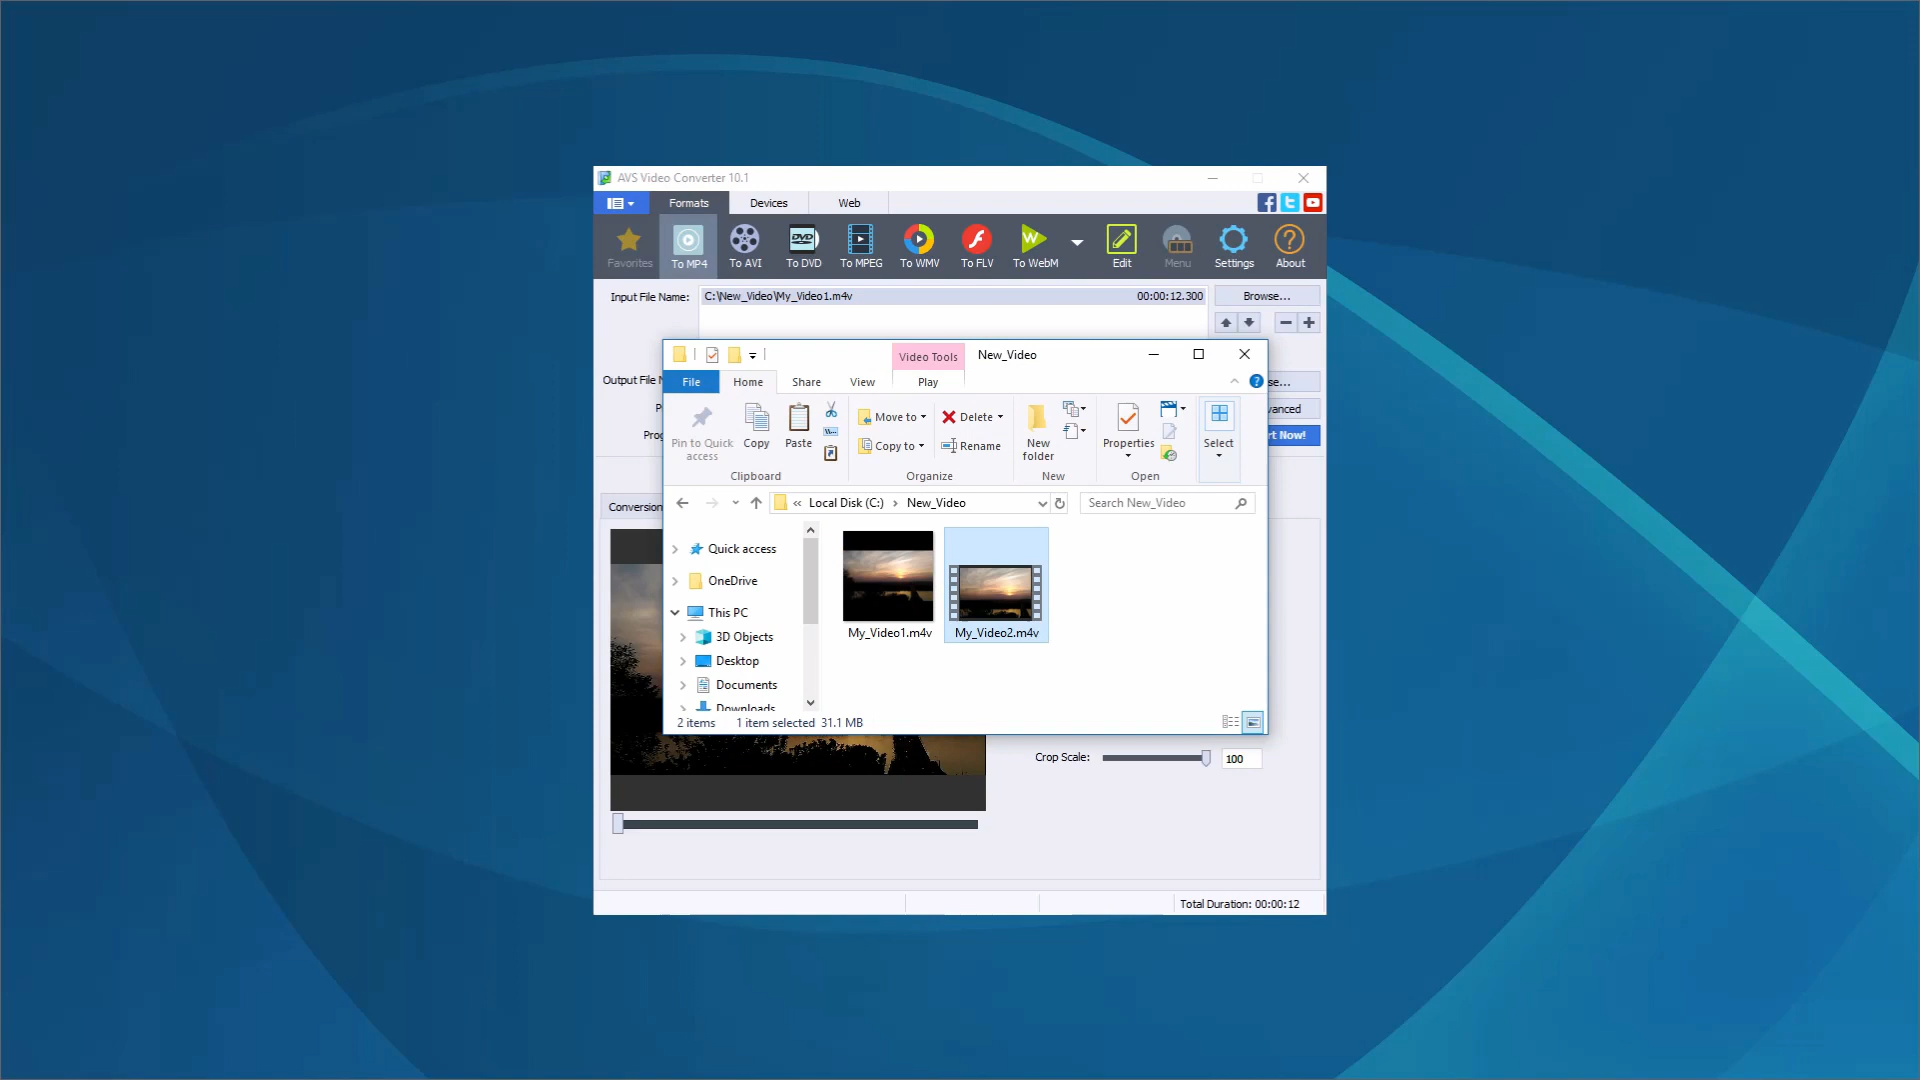 AVS Video Converter 10.1
Formats Devices Web
Favorites To MP4 To AVI To DVD To MPEG To WMV To FLV To WebM Edit Menu Settings About
Input File Name: C:\New_Video\My_Video1.m4v 00:00:12.300 Browse...
Video Tools New_Video
Output File
File Home Share View Play
Move to Delete
Pin to Quick access Copy Paste New folder Properties Select
Copy to Rename
Clipboard Organize New Open
Local Disk (C:) New_Video Search New_Video
Conversion
Quick access
OneDrive
This PC
3D Objects
Desktop
Documents
Downloads
My_Video1.m4v My_Video2.m4v
2 items 1 item selected 31.1 MB
Crop Scale: 100
Total Duration: 00:00:12